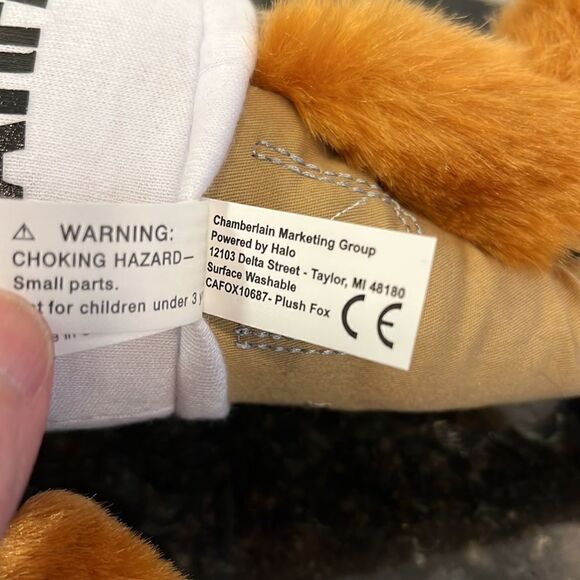 ⚠ WARNING:
CHOKING HAZARD—
Small parts.
for children under 3
Chamberlain Marketing Group
Powered by Halo
12103 Delta Street - Taylor, MI 48180
Surface Washable
CAFOX10687- Plush Fox
CE